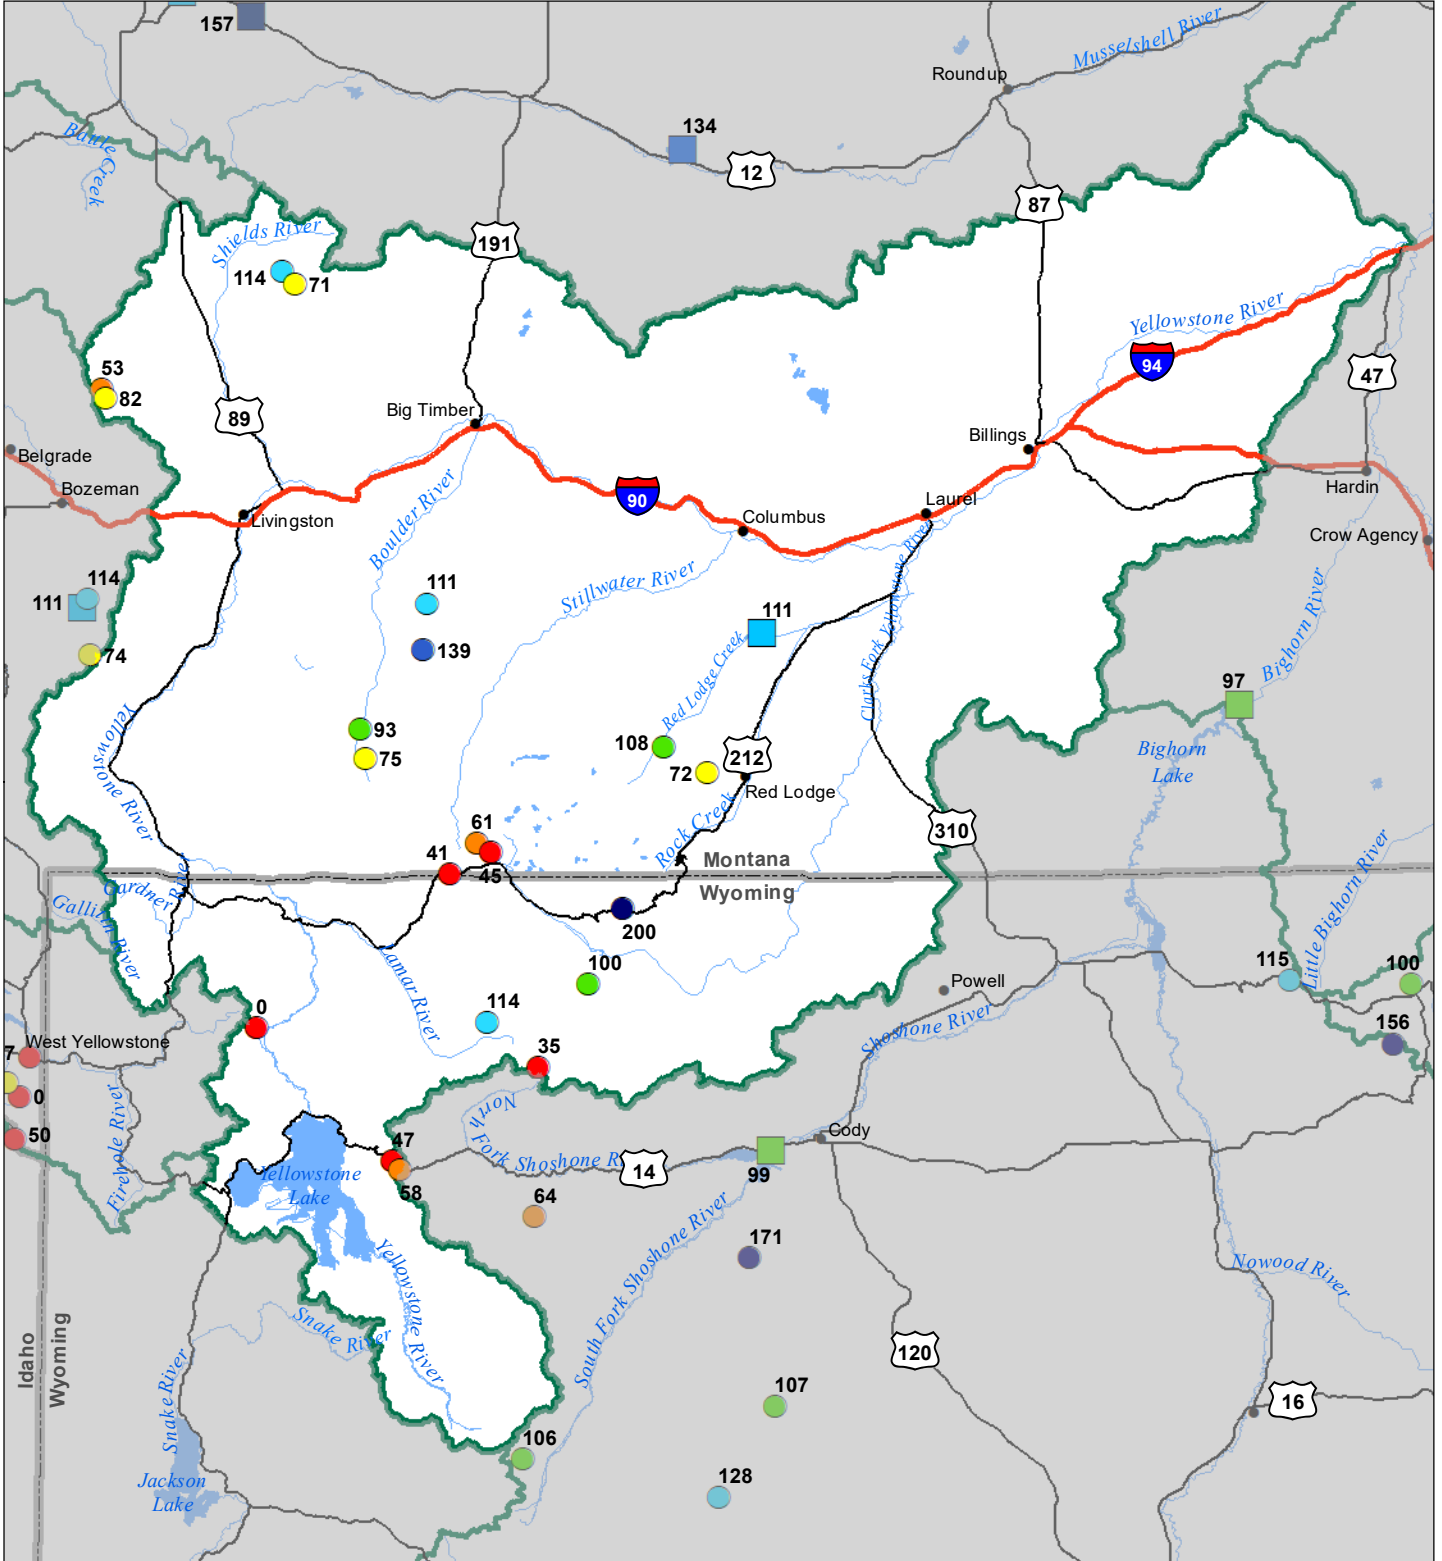 157
Roundup
Musselshell River
134
12
Battle
Creek
87
Shields River
191
114
71
Yellowstone River
94
47
53
82
89
Big Timber
Billings
Belgrade
Bozeman
Livingston
90
Laurel
Columbus
Hardin
Crow Agency
Boulder River
Stillwater River
Clarks Fork Yellowstone River
Bighorn River
114
111
111
111
74
139
Red Lodge Creek
97
Yellowstone River
93
75
108
72
212
Red Lodge
Bighorn
Lake
61
41
45
Rock Creek
310
Montana
Wyoming
Little Bighorn River
Gardner River
Gallatin River
200
Lamar River
100
114
Powell
115
100
0
Shoshone River
156
35
West Yellowstone
7
0
50
Firehole River
North
Fork Shoshone R
47
58
14
99
Cody
Yellowstone
Lake
64
171
South Fork Shoshone River
Yellowstone River
Nowood River
Snake River
Idaho
Wyoming
120
Snake River
107
16
106
128
Jackson
Lake